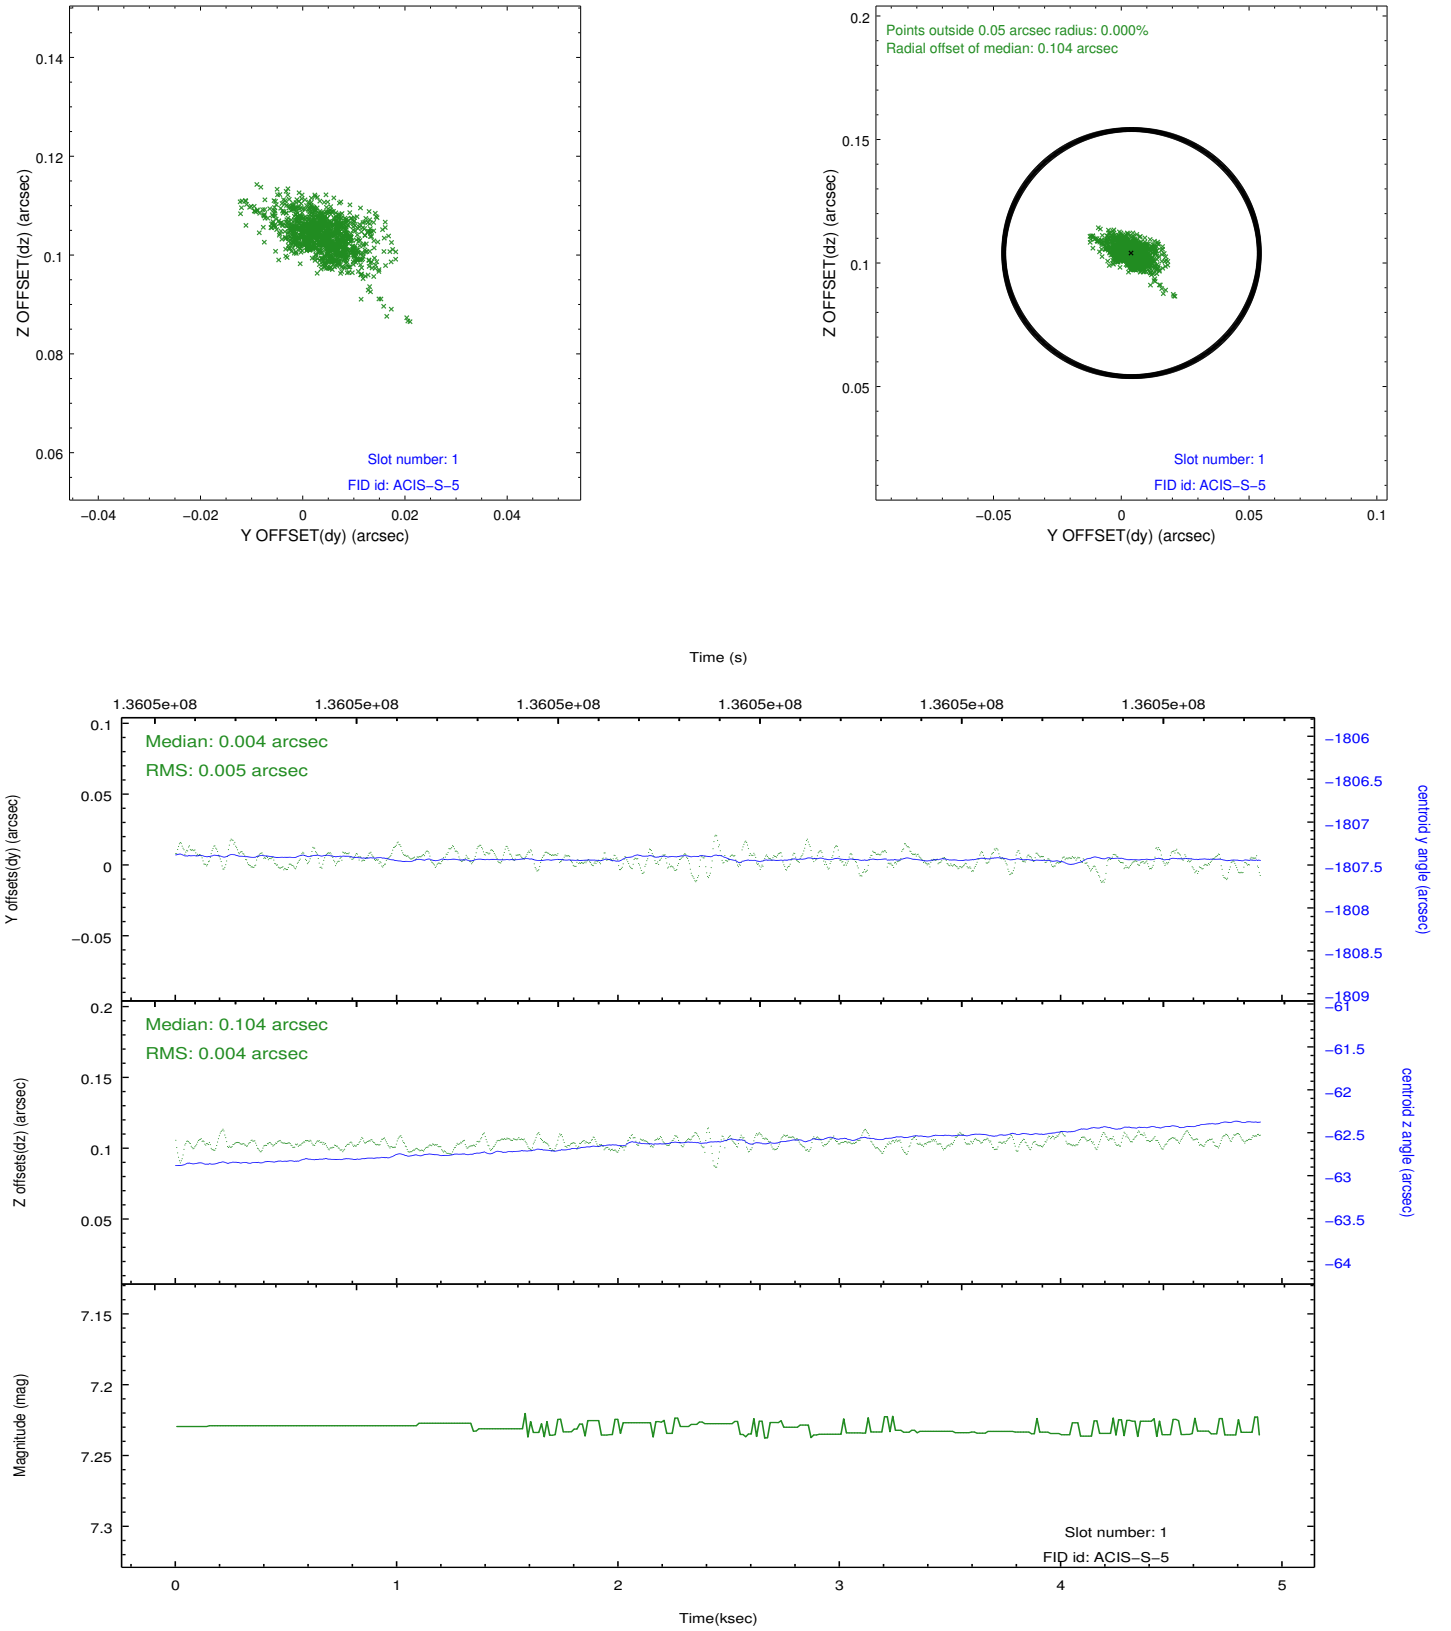 0.14
0.12
0.1
0.08
0.06
Z OFFSET(dz) (arcsec)
Slot number: 1
FID id: ACIS−S−5
−0.04
−0.02
0
0.02
0.04
Y OFFSET(dy) (arcsec)
Points outside 0.05 arcsec radius: 0.000%
Radial offset of median: 0.104 arcsec
0.2
0.15
0.1
0.05
Z OFFSET(dz) (arcsec)
Slot number: 1
FID id: ACIS−S−5
−0.05
0
0.05
0.1
Y OFFSET(dy) (arcsec)
Time (s)
1.3605e+08
1.3605e+08
1.3605e+08
1.3605e+08
1.3605e+08
1.3605e+08
Median: 0.004 arcsec
RMS: 0.005 arcsec
0.1
0.05
0
−0.05
Y offsets(dy) (arcsec)
−1806
−1806.5
−1807
−1807.5
−1808
−1808.5
−1809
centroid y angle (arcsec)
Median: 0.104 arcsec
RMS: 0.004 arcsec
0.2
0.15
0.1
0.05
Z offsets(dz) (arcsec)
−61
−61.5
−62
−62.5
−63
−63.5
−64
centroid z angle (arcsec)
7.15
7.2
7.25
7.3
Magnitude (mag)
Slot number: 1
FID id: ACIS−S−5
0
1
2
3
4
5
Time(ksec)